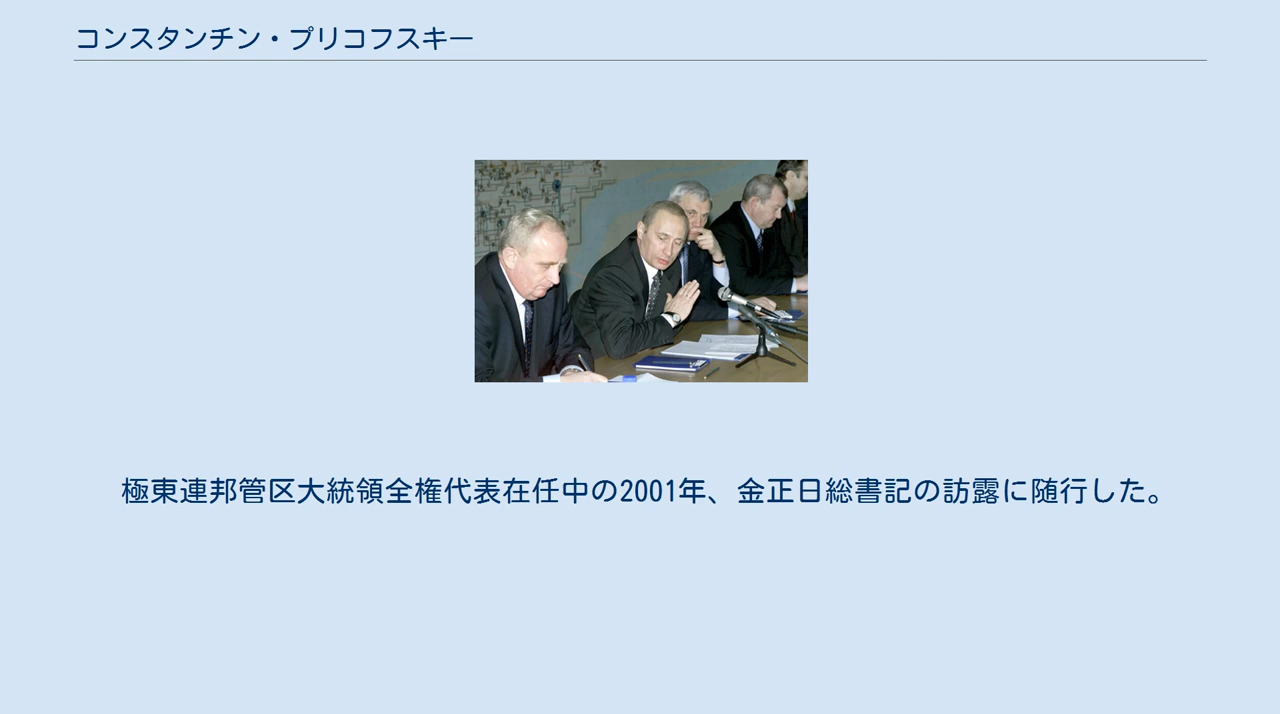 コンスタンチン・プリコフスキー
極東連邦管区大統領全権代表在任中の2001年、金正日総書記の訪露に随行した。